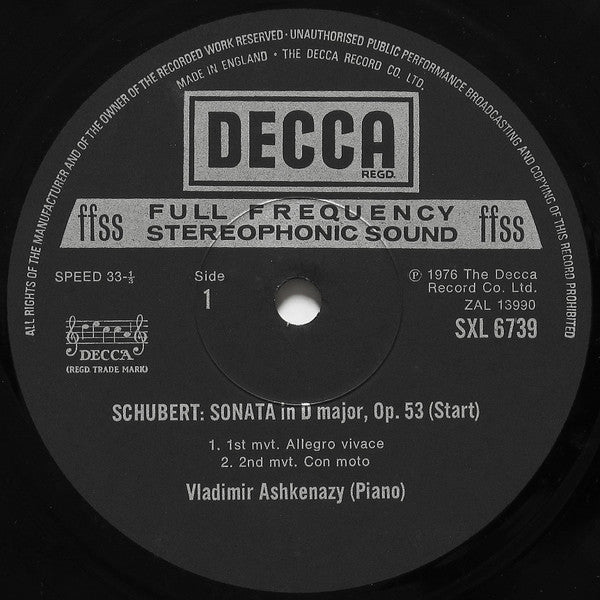 ALL RIGHTS OF THE MANUFACTURER AND OF THE OWNER OF THE RECORDED WORK RESERVED · UNAUTHORISED PUBLIC PERFORMANCE BROADCASTING AND COPYING OF THIS RECORD PROHIBITED
MADE IN ENGLAND · THE DECCA RECORD CO. LTD.
DECCA
REGD.
ffss FULL FREQUENCY STEREOPHONIC SOUND ffss
SPEED 33-⅓
Side
1
℗ 1976 The Decca
Record Co. Ltd.
ZAL 13990
SXL 6739
DECCA
(REGD. TRADE MARK)
SCHUBERT: SONATA in D major, Op. 53 (Start)
1. 1st mvt. Allegro vivace
2. 2nd mvt. Con moto
Vladimir Ashkenazy (Piano)